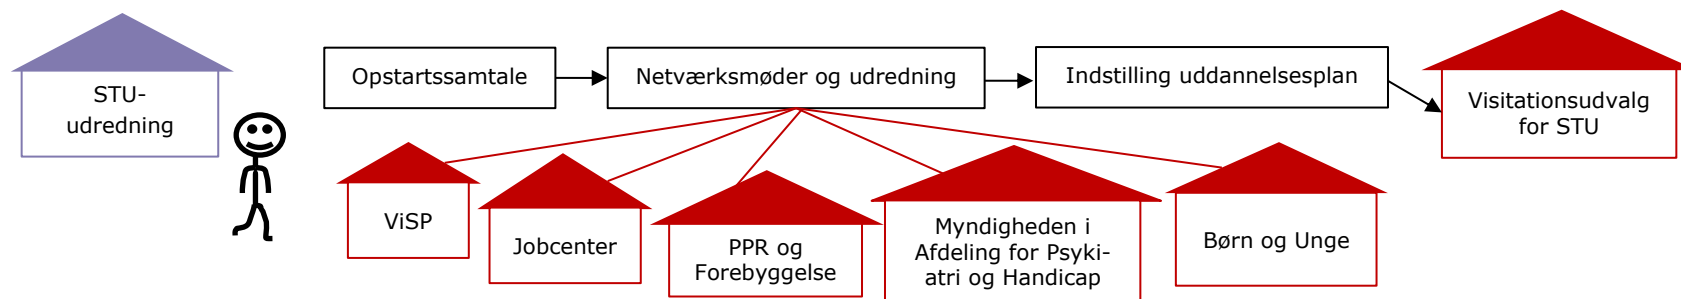 STU-
udredning
Opstartssamtale
Netværksmøder og udredning
Indstilling uddannelsesplan
Visitationsudvalg
for STU
ViSP
Jobcenter
PPR og
Forebyggelse
Myndigheden i
Afdeling for Psyki-
atri og Handicap
Børn og Unge